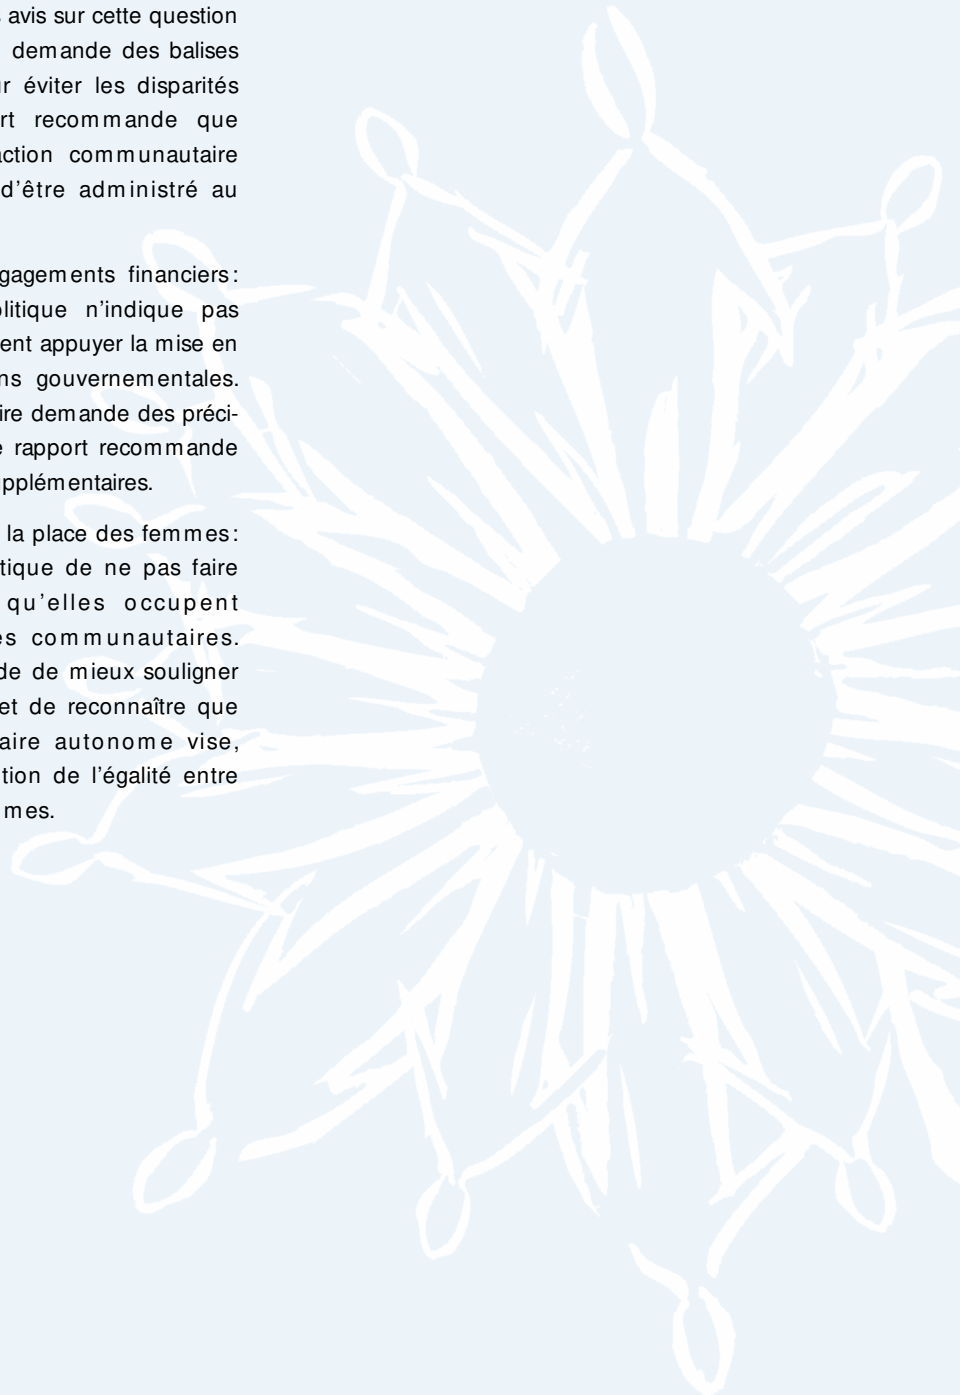 avis sur cette question
demande des balises
r éviter les disparités
rt recommande que
action communautaire
d'être administré au
gagements financiers:
olitique n'indique pas
ent appuyer la mise en
ns gouvernementales.
ire demande des préci-
e rapport recommande
pplémentaires.
la place des femmes:
tique de ne pas faire
qu'elles occupent
es communautaires.
de de mieux souligner
et de reconnaître que
aire autonome vise,
tion de l'égalité entre
mes.